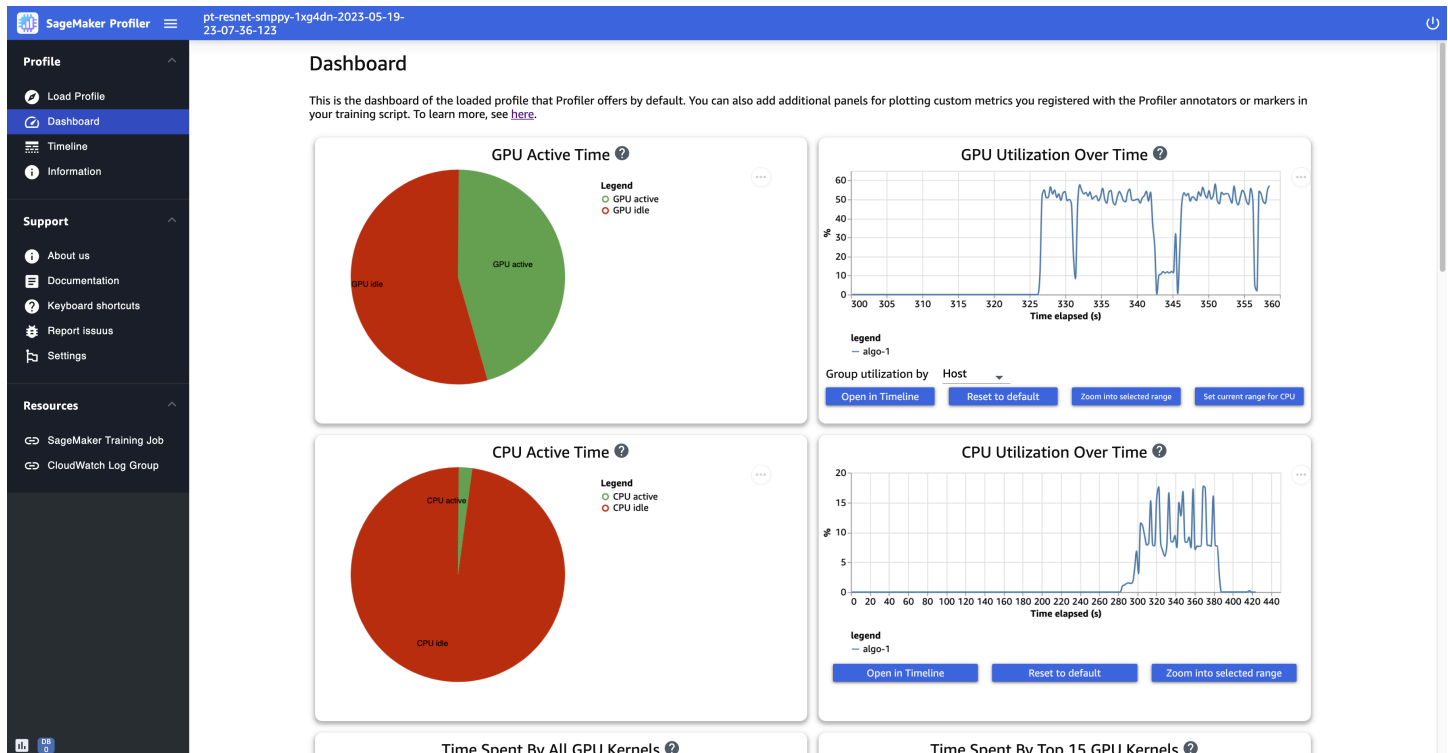 SageMaker Profiler
pt-resnet-smppy-1xg4dn-2023-05-19-
23-07-36-123
Profile
Load Profile
Dashboard
Timeline
Information
Support
About us
Documentation
Keyboard shortcuts
Report issuus
Settings
Resources
SageMaker Training Job
CloudWatch Log Group
DB
0
Dashboard
This is the dashboard of the loaded profile that Profiler offers by default. You can also add additional panels for plotting custom metrics you registered with the Profiler annotators or markers in
your training script. To learn more, see here.
GPU Active Time ?
Legend
GPU active
GPU idle
GPU active
GPU idle
GPU Utilization Over Time ?
60
50
40
30
20
10
0
%
300 305 310 315 320 325 330 335 340 345 350 355 360
Time elapsed (s)
legend
algo-1
Group utilization by Host
Open in Timeline Reset to default Zoom into selected range Set current range for CPU
CPU Active Time ?
Legend
CPU active
CPU idle
CPU active
CPU idle
CPU Utilization Over Time ?
20
15
10
5
0
%
0 20 40 60 80 100 120 140 160 180 200 220 240 260 280 300 320 340 360 380 400 420 440
Time elapsed (s)
legend
algo-1
Open in Timeline Reset to default Zoom into selected range
Time Spent By All GPU Kernels ?
Time Spent By Top 15 GPU Kernels ?